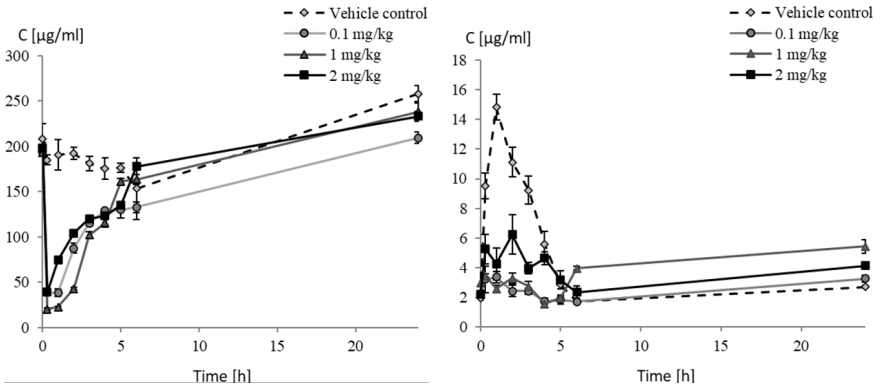 C [µg/ml]
Vehicle control
0.1 mg/kg
1 mg/kg
2 mg/kg
300
250
200
150
100
50
0
0
5
10
15
20
Time [h]
C [µg/ml]
Vehicle control
0.1 mg/kg
1 mg/kg
2 mg/kg
18
16
14
12
10
8
6
4
2
0
0
5
10
15
20
Time [h]